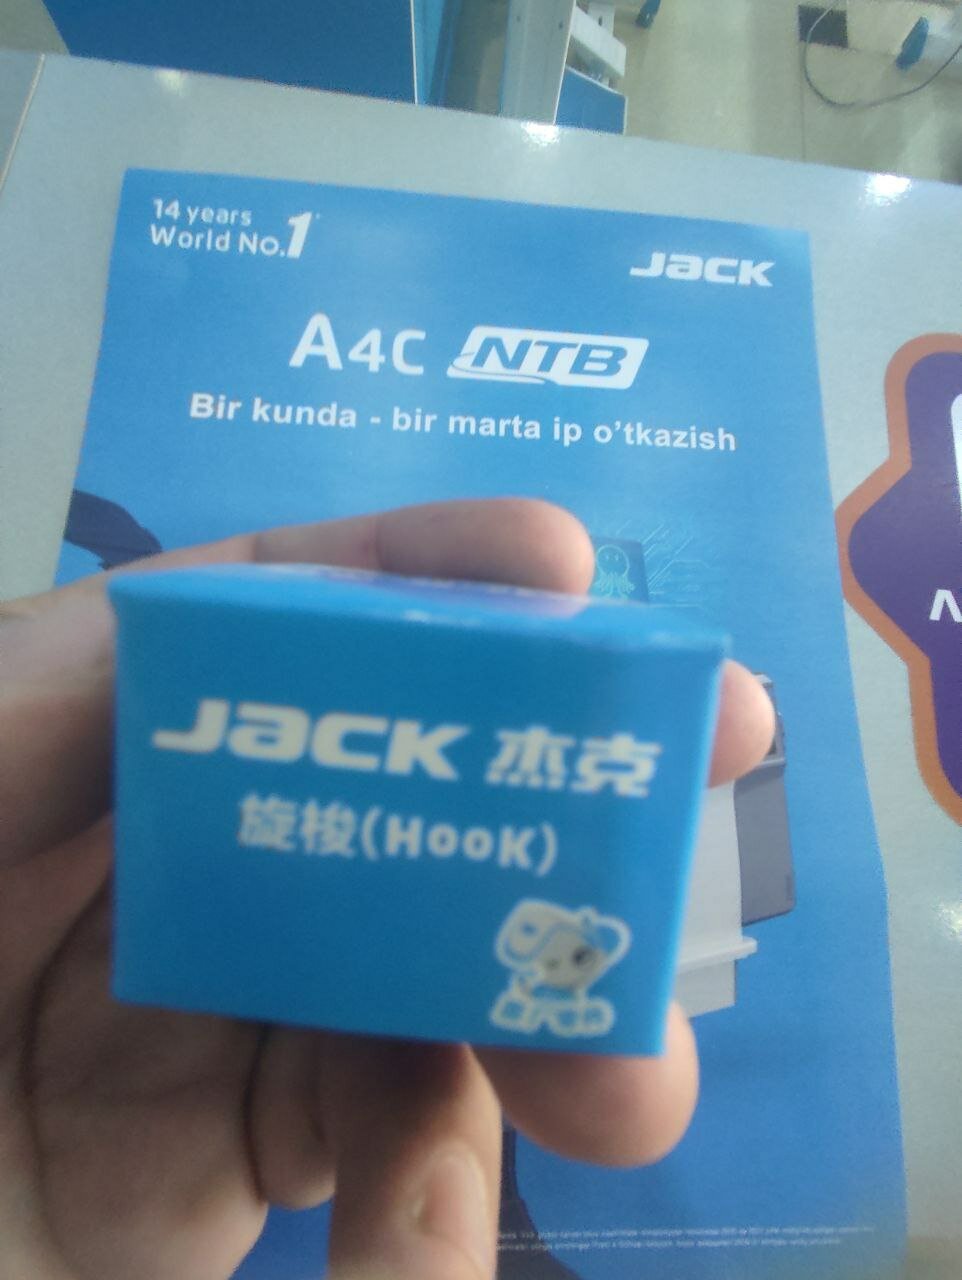 14 years
World No.1
JACK
A4C NTB
Bir kunda - bir marta ip o'tkazish
JACK 杰克
旋梭(HOOK)